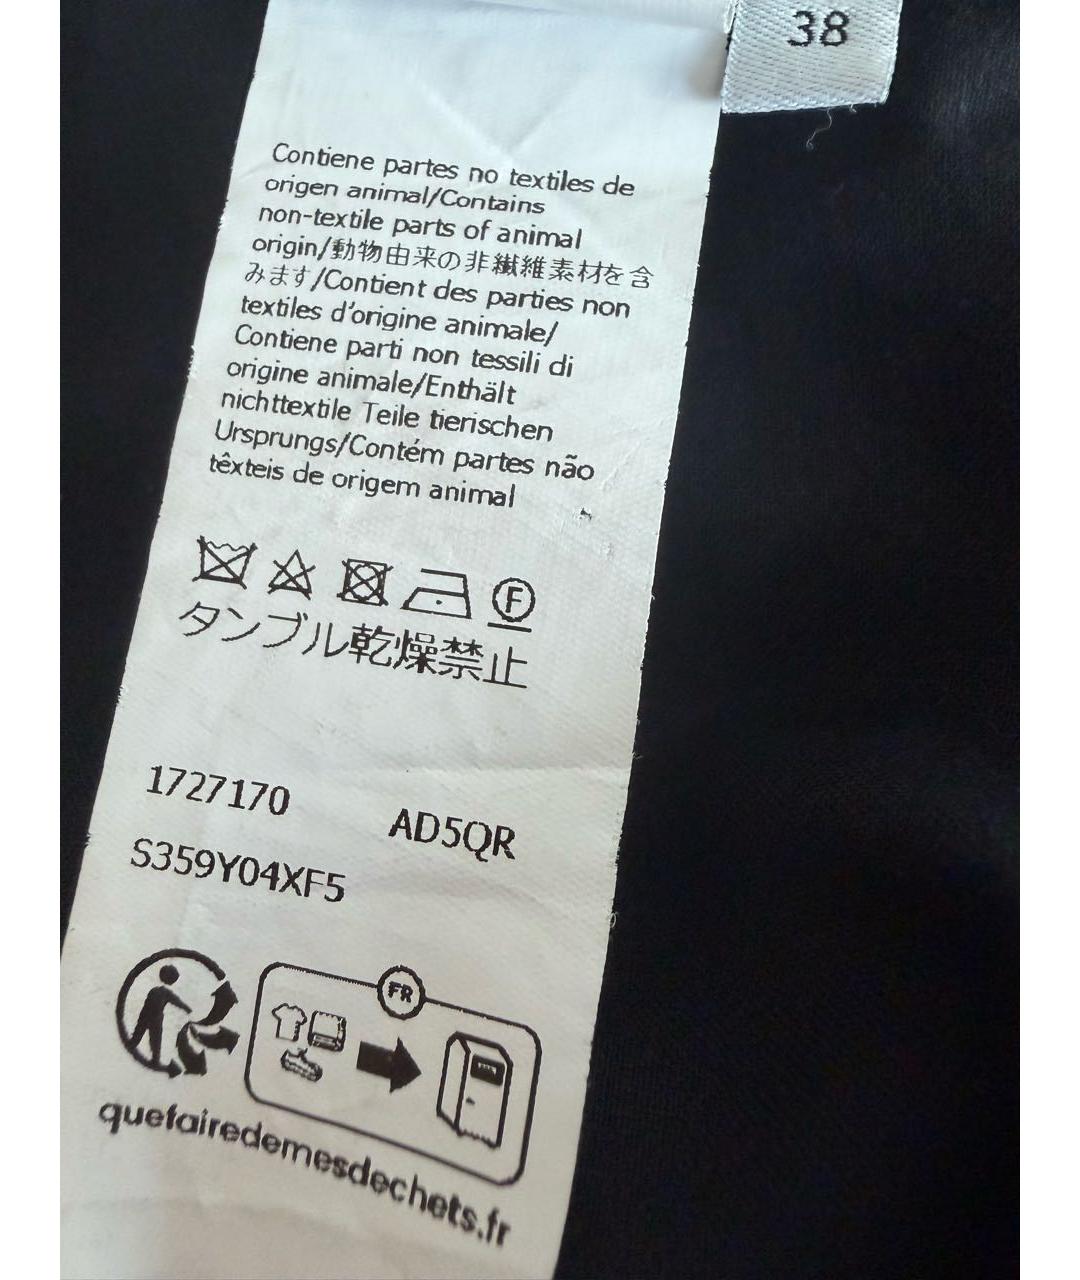 38
Contiene partes no textiles de
origen animal/Contains
non-textile parts of animal
origin/動物由来の非繊維素材を含
みます/Contient des parties non
textiles d'origine animale/
Contiene parti non tessili di
origine animale/Enthält
nichttextile Teile tierischen
Ursprungs/Contém partes não
têxteis de origem animal
F
タンブル乾燥禁止
1727170 AD5QR
S359Y04XF5
FR
quefairedemesdechets.fr